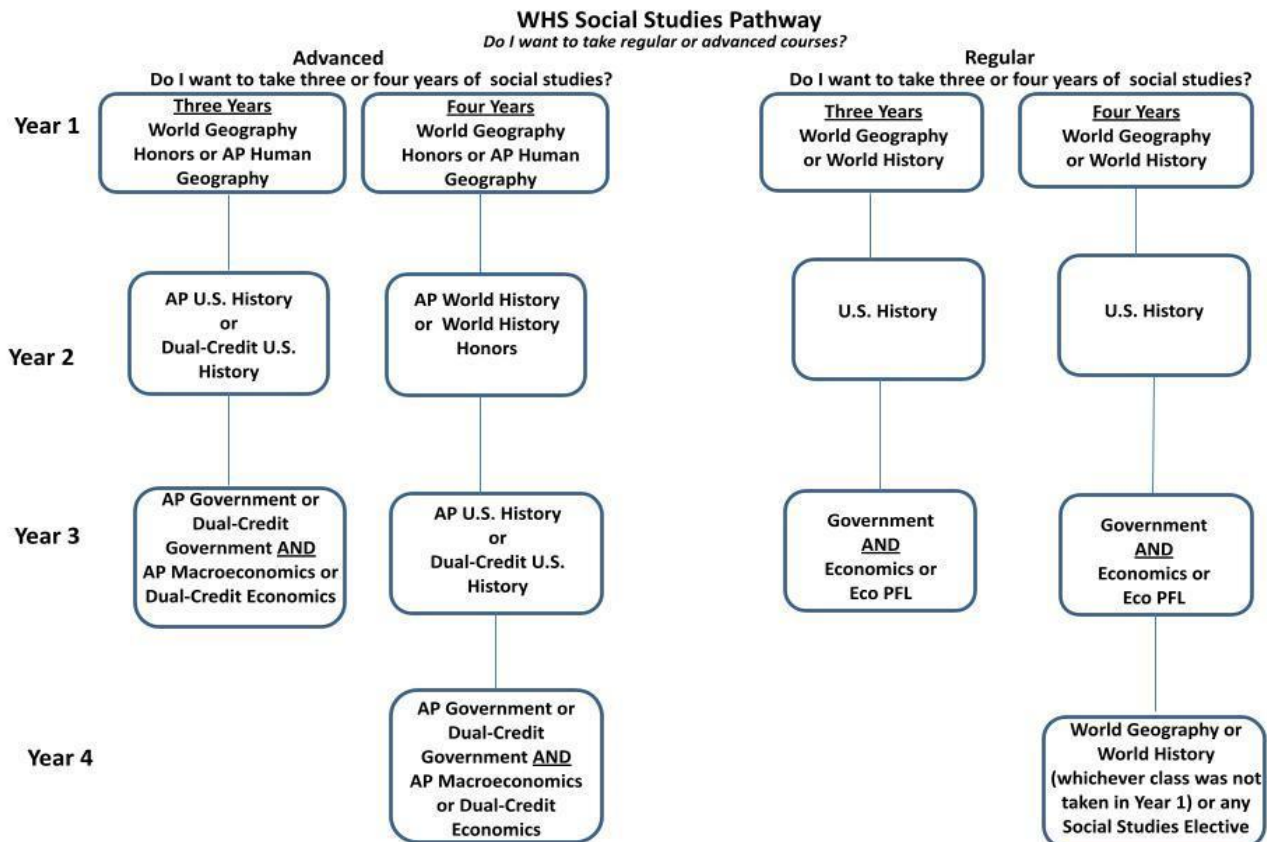 WHS Social Studies Pathway
Do I want to take regular or advanced courses?
Advanced
Do I want to take three or four years of social studies?
Regular
Do I want to take three or four years of social studies?
Year 1
Three Years
World Geography
Honors or AP Human
Geography
Four Years
World Geography
Honors or AP Human
Geography
Three Years
World Geography
or World History
Four Years
World Geography
or World History
Year 2
AP U.S. History
or
Dual-Credit U.S.
History
AP World History
or World History
Honors
U.S. History
U.S. History
Year 3
AP Government or
Dual-Credit
Government AND
AP Macroeconomics or
Dual-Credit Economics
AP U.S. History
or
Dual-Credit U.S.
History
Government
AND
Economics or
Eco PFL
Government
AND
Economics or
Eco PFL
Year 4
AP Government or
Dual-Credit
Government AND
AP Macroeconomics
or Dual-Credit
Economics
World Geography or
World History
(whichever class was not
taken in Year 1) or any
Social Studies Elective